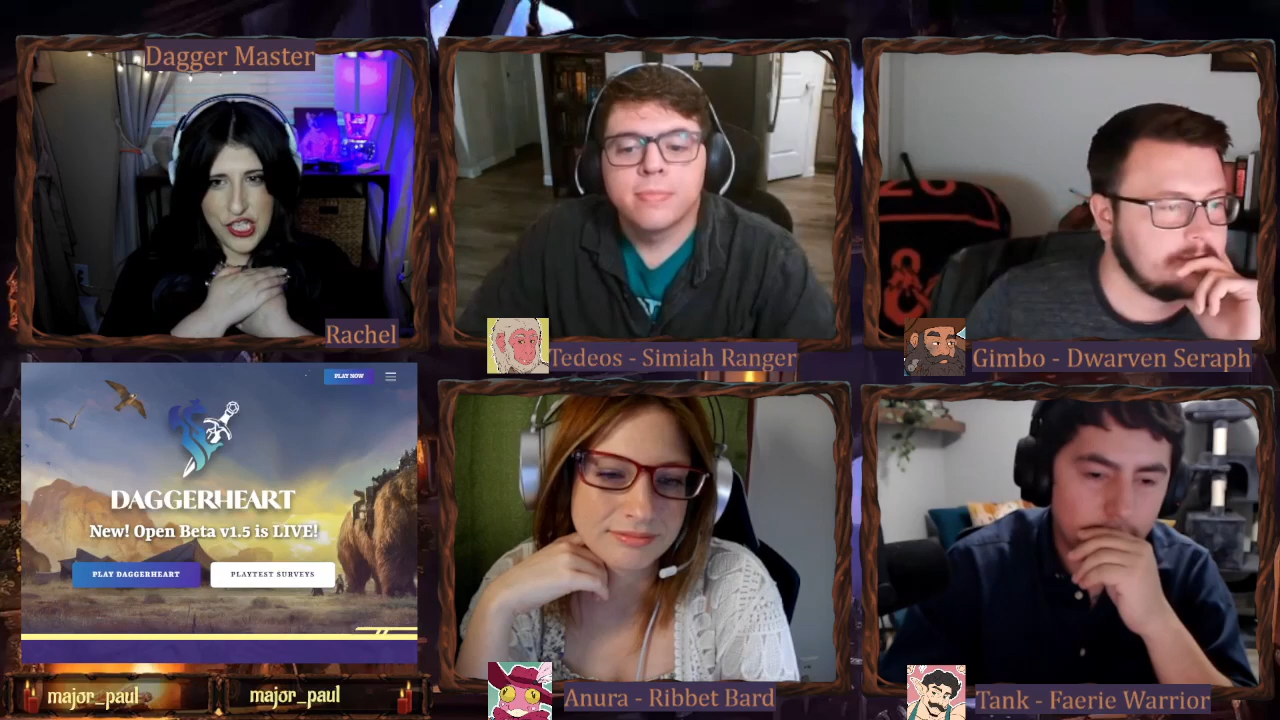 Dagger Master
Rachel
Tedeos - Simiah Ranger
Gimbo - Dwarven Seraph
PLAY NOW
DAGGERHEART
New! Open Beta v1.5 is LIVE!
PLAY DAGGERHEART
PLAYTEST SURVEYS
major_paul
major_paul
Anura - Ribbet Bard
Tank - Faerie Warrior